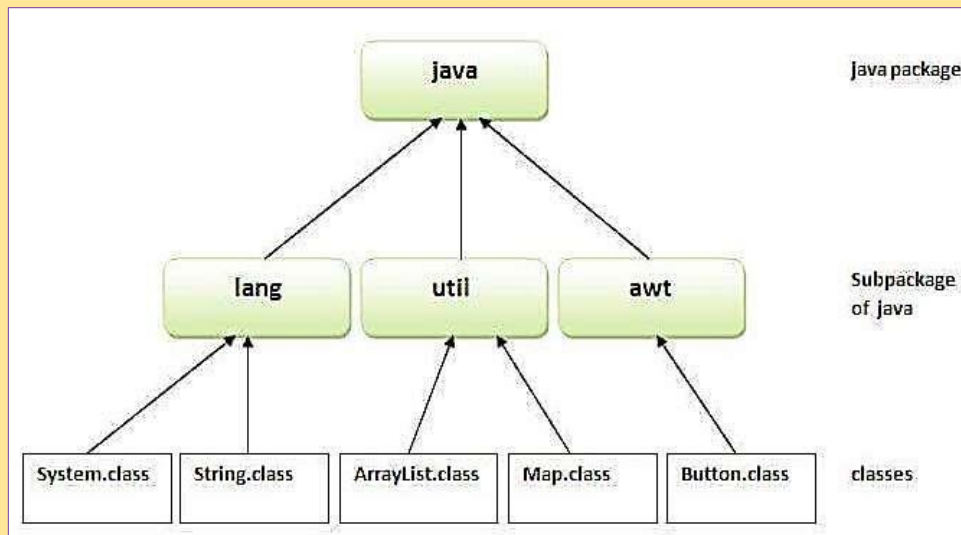 java
java package
lang
util
awt
Subpackage
of java
System.class
String.class
ArrayList.class
Map.class
Button.class
classes